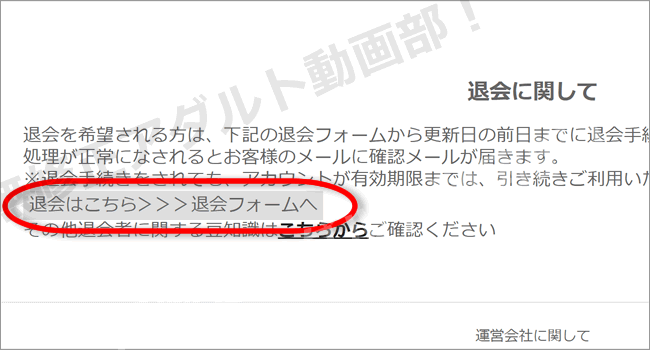 退会に関して
退会を希望される方は、下記の退会フォームから更新日の前日までに退会手続
処理が正常になされるとお客様のメールに確認メールが届きます。
※退会手続きをされても、アカウントが有効期限までは、引き続きご利用いた
退会はこちら＞＞＞退会フォームへ
その他退会者に関する豆知識はこちらからご確認ください
運営会社に関して
アダルト動画部！